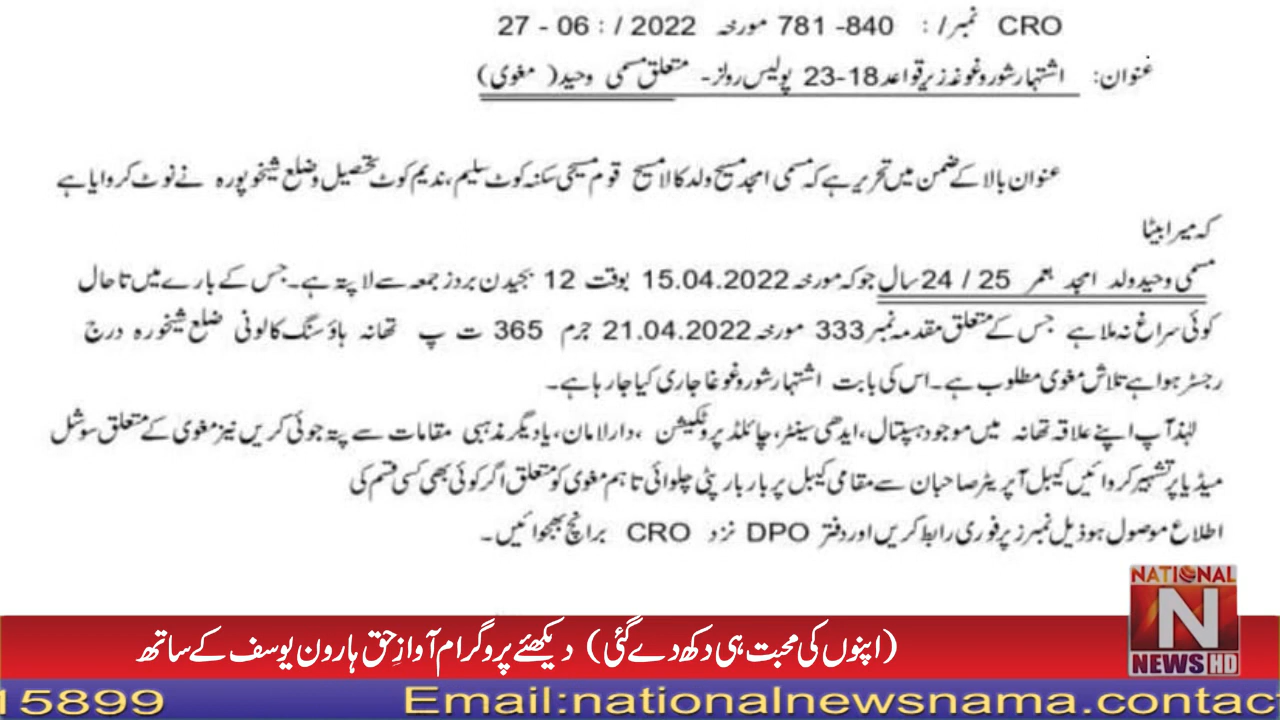 CRO نمبر/: 781 -840 مورخہ 27 - 06 : / 2022
عنوان: اشتہار شور وغوغہ زیر قواعد 18-23 پولیس رولز۔ متعلق مسمی وحید( مغوی)
عنوان بالا کے ضمن میں تحریر ہے کہ مسمی امجد مسیح ولد کالا مسیح قوم مسیحی سکنہ کوٹ سلیم، ندیم کوٹ تحصیل وضلع شیخوپورہ نے نوٹ کروایا ہے
کہ میرا بیٹا
مسمی وحید ولد امجد بعمر 24 / 25 سال جو کہ مورخہ 15.04.2022 بوقت 12 بجیدن بردز جمعہ سے لاپتہ ہے۔ جس کے بارے میں تاحال
کوئی سراغ نہ ملا ہے جس کے متعلق مقدمہ نمبر 333 مورخہ 21.04.2022 جرم 365 ت پ تھانہ ہاؤسنگ کالونی ضلع شیخورہ درج
رجسٹر ہوا ہے تلاش مغوی مطلوب ہے۔ اس کی بابت اشتہار شور وغوغا جاری کیا جا رہا ہے۔
لہٰذا آپ اپنے علاقہ تھانہ میں موجود ہسپتال، ایدھی سینٹر، چائلڈ پروٹیکیشن ، دارلامان، یا دیگر مذہبی مقامات سے پتہ جوئی کریں نیز مغوی کے متعلق سوشل
میڈیا پر تشہیر کروائیں کیبل آپریٹر صاحبان سے مقامی کیبل پر بار بار پٹی چلوائی تاہم مغوی کو متعلق اگر کوئی بھی کسی قسم کی
اطلاع موصول ہو ذیل نمبرز پر فوری رابط کریں اور دفتر DPO نزد CRO برانچ بھجوائیں۔
NATIONAL
N
NEWS HD
(اپنوں کی محبت ہی دکھ دے گئی) دیکھئے پروگرام آوازِ حق ہارون یوسف کے ساتھ
15899 Email:nationalnewsnama.contac